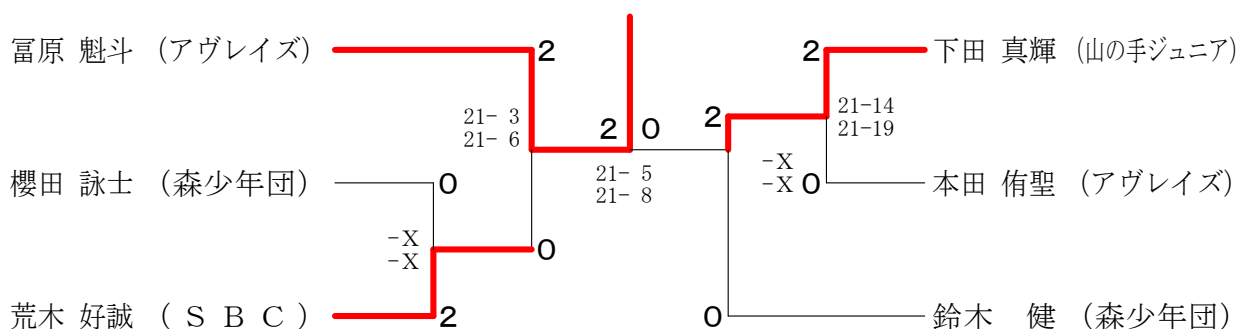 冨原 魁斗 （アヴレイズ） 2 2 下田 真輝 (山の手ジュニア)
21- 3 2 0 2 21-14
21- 6 21-19
櫻田 詠士 （森少年団） 0 21- 5 -X 0 本田 侑聖 （アヴレイズ）
21- 8 -X
-X 0
-X
荒木 好誠 （ＳＢＣ） 2 0 鈴木　健 （森少年団）